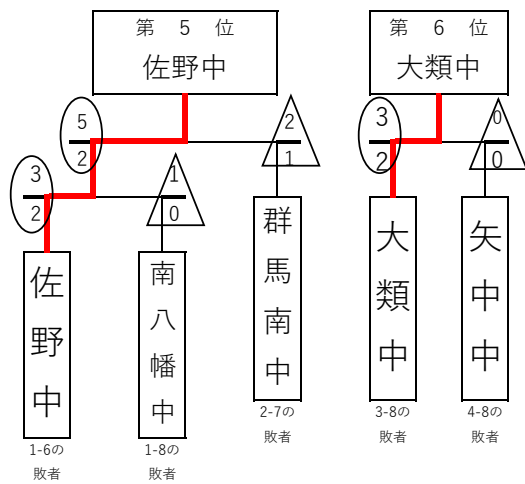 第 5 位
佐野中
第 6 位
大類中
5
2
2
1
3
2
0
0
3
2
1
0
佐野中
南八幡中
群馬南中
大類中
矢中中
1-6の
敗者
1-8の
敗者
2-7の
敗者
3-8の
敗者
4-8の
敗者